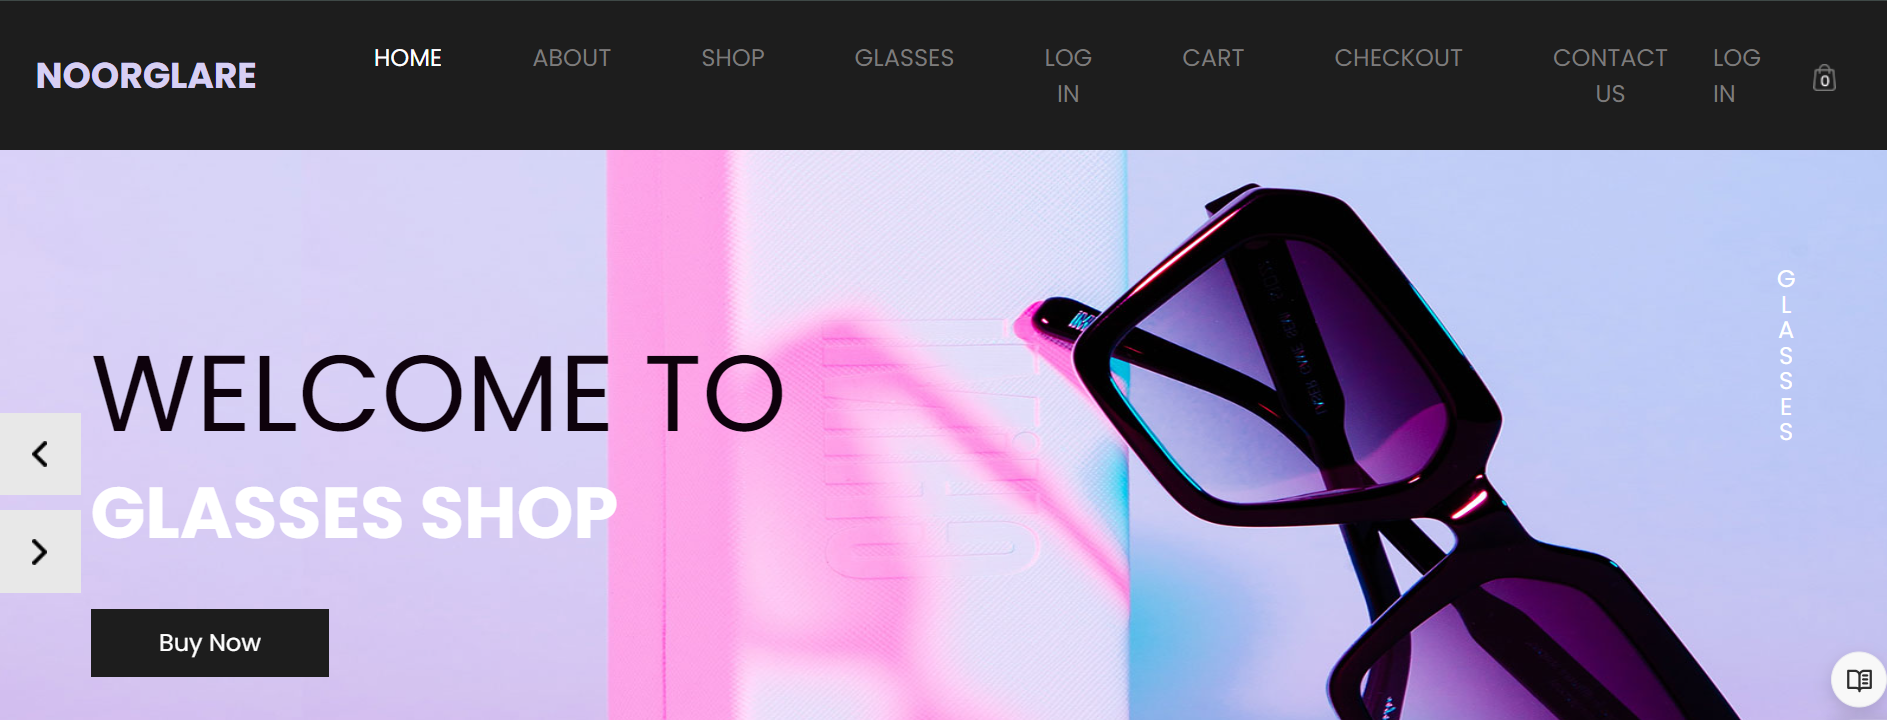 NOORGLARE
HOME
ABOUT
SHOP
GLASSES
LOG
IN
CART
CHECKOUT
CONTACT
US
LOG
IN
0
WELCOME TO
GLASSES SHOP
Buy Now
G
L
A
S
S
E
S